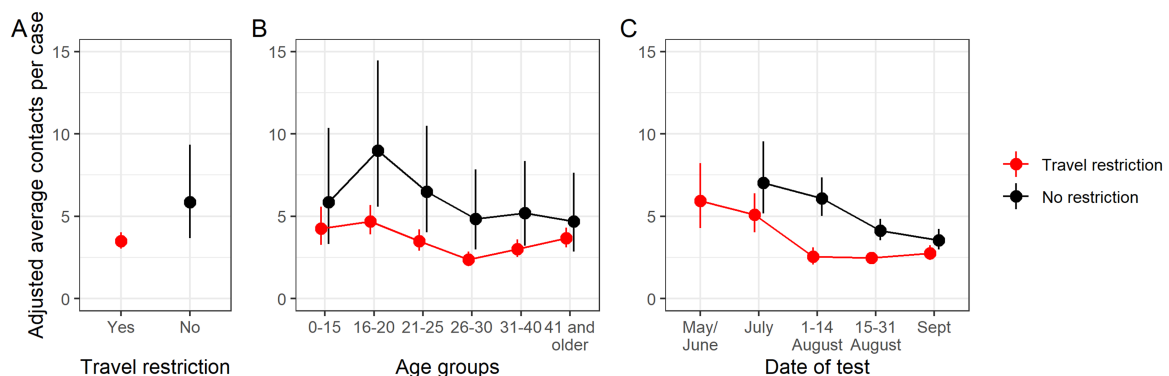 A
B
C
Adjusted average contacts per case
15
10
5
0
Yes
No
Travel restriction
15
10
5
0
0-15
16-20
21-25
26-30
31-40
41 and
older
Age groups
15
10
5
0
May/
June
July
1-14
August
15-31
August
Sept
Date of test
Travel restriction
No restriction